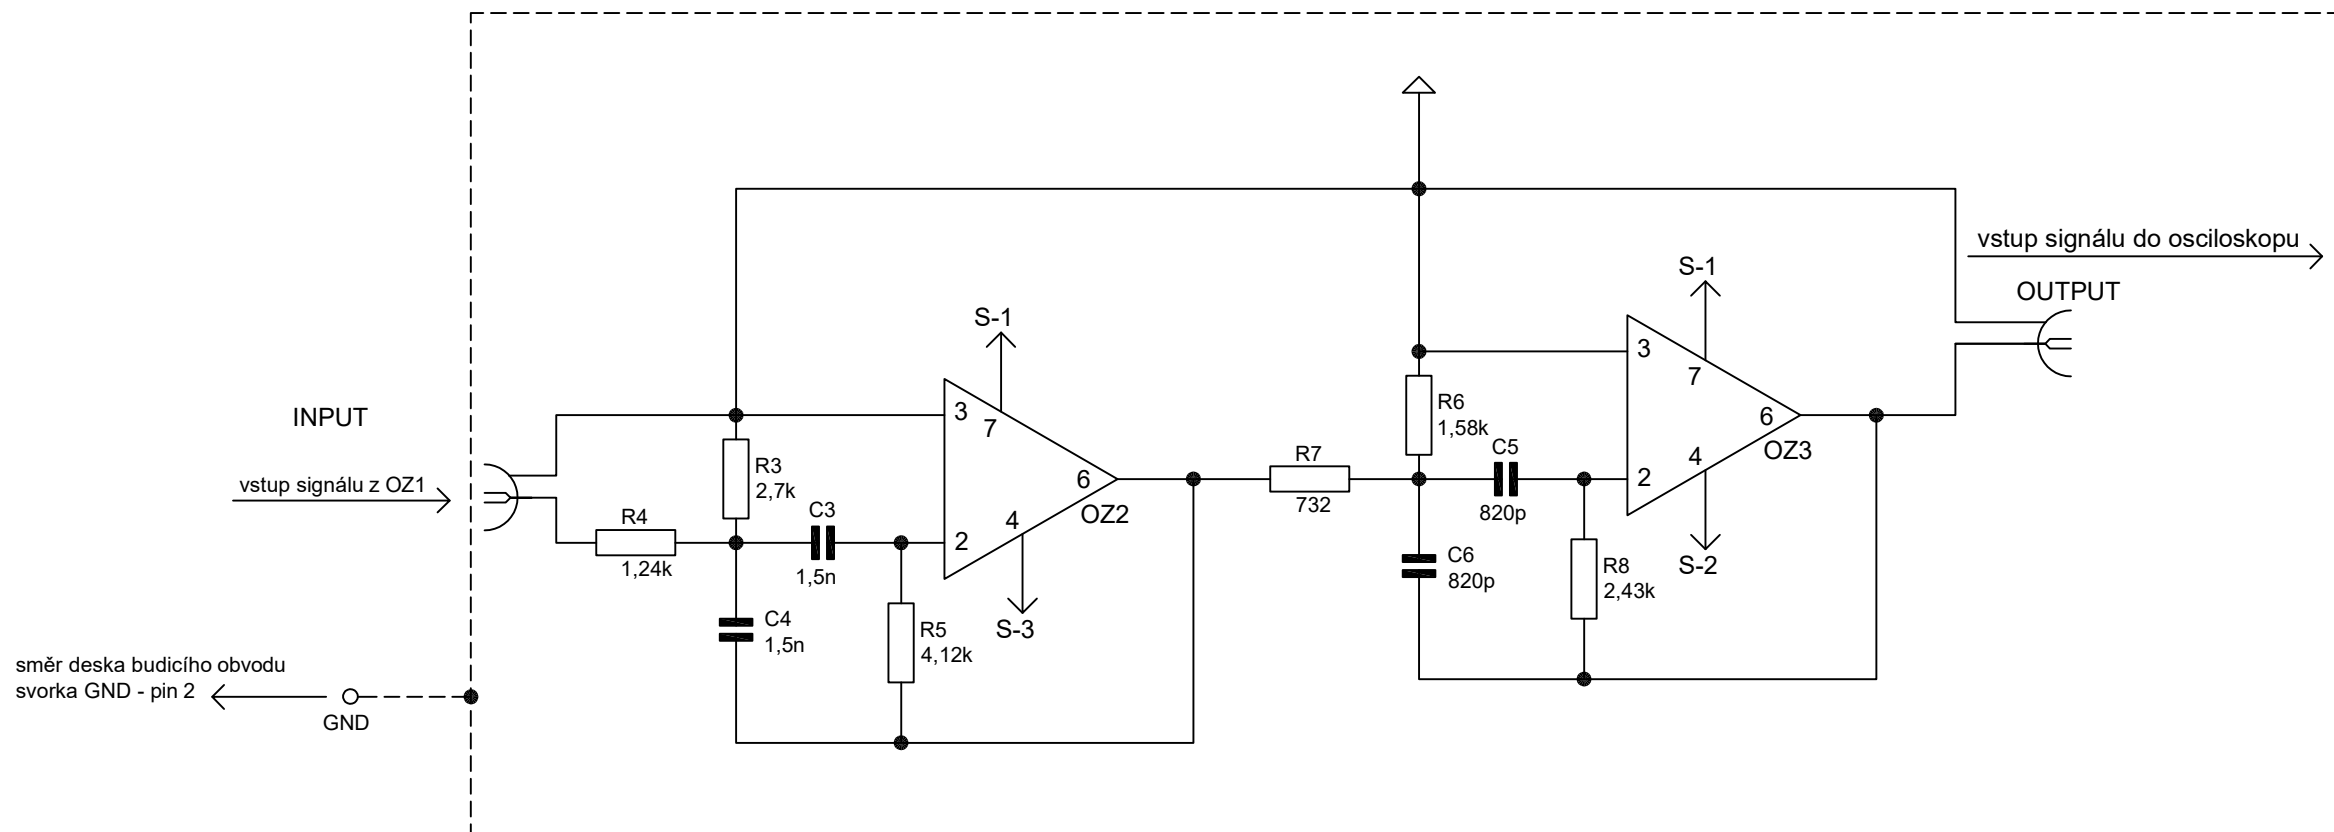 vstup signálu do osciloskopu
OUTPUT
INPUT
vstup signálu z OZ1
S-1
3
7
6
4
2
OZ2
S-3
R3
2,7k
R4
1,24k
C3
1,5n
C4
1,5n
R5
4,12k
R7
732
R6
1,58k
C5
820p
C6
820p
R8
2,43k
S-1
3
7
6
4
2
OZ3
S-2
směr deska budicího obvodu
svorka GND - pin 2
GND